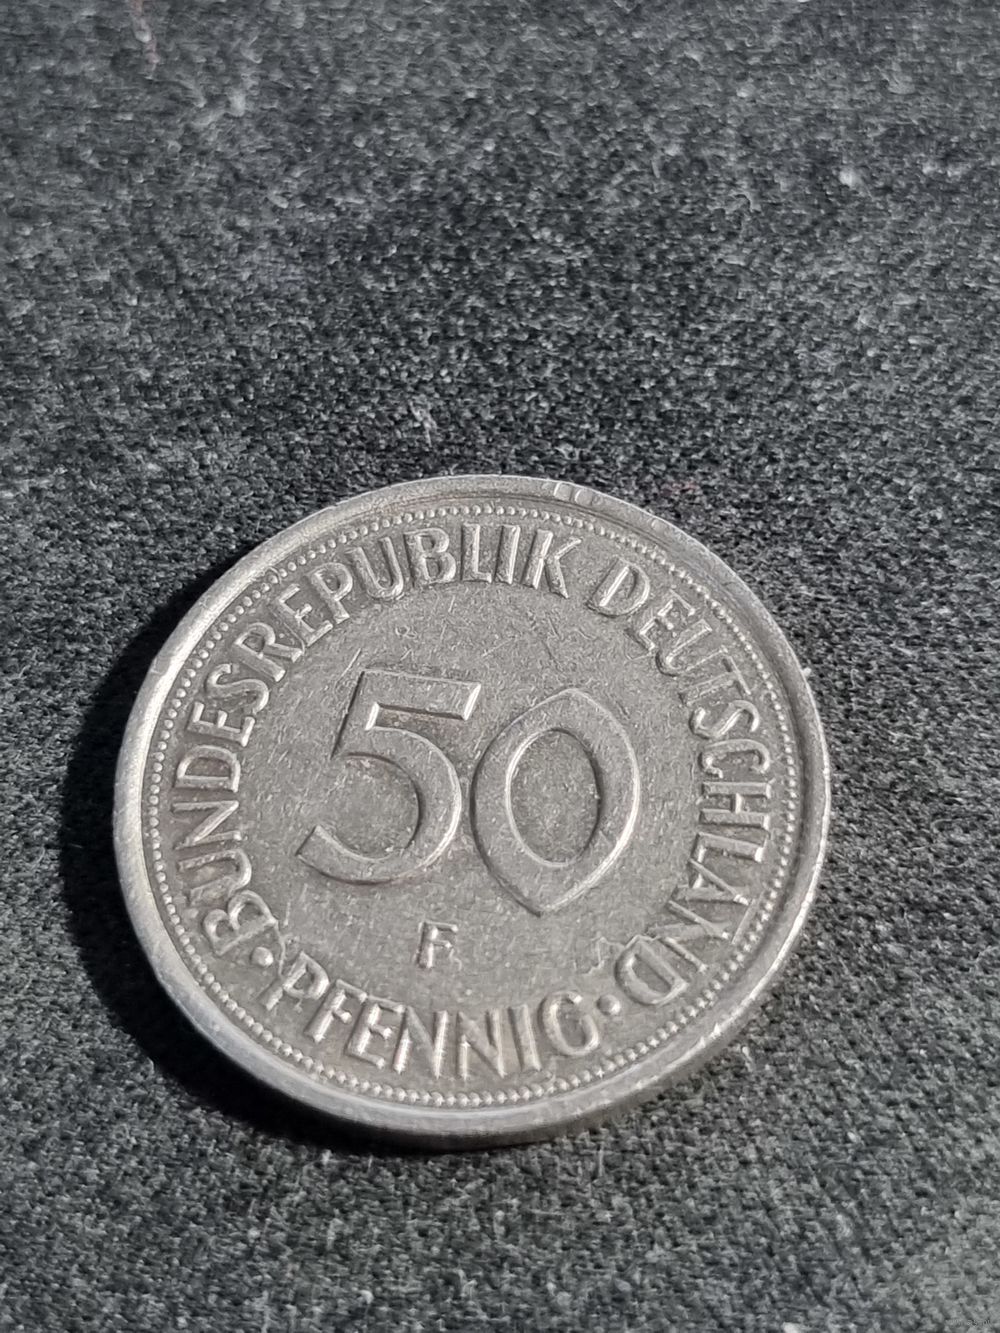 ·BUNDESREPUBLIK DEUTSCHLAND·
50
F
PFENNIG